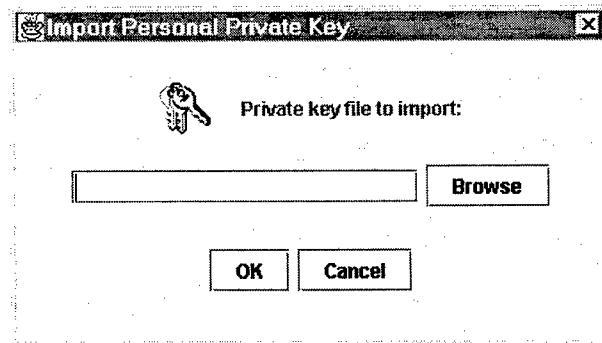 Import Personal Private Key
Private key file to import:
Browse
OK Cancel